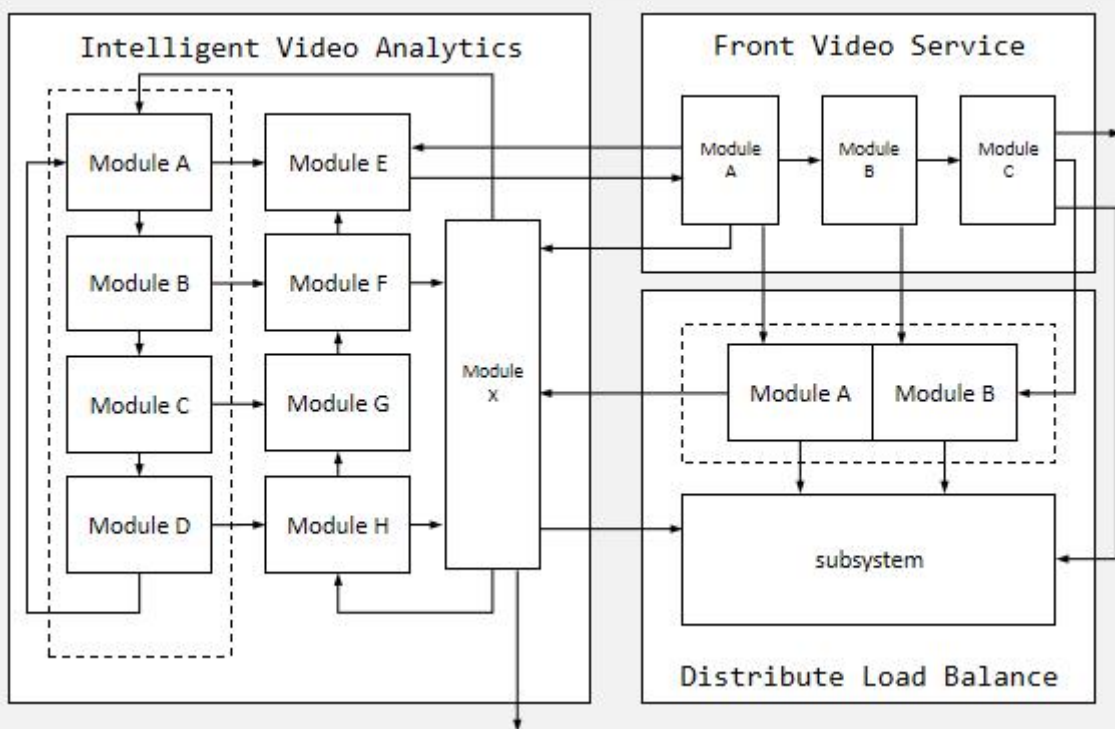 Intelligent Video Analytics
Module A
Module E
Module B
Module F
Module C
Module G
Module D
Module H
Module
X
Front Video Service
Module
A
Module
B
Module
C
Module A
Module B
subsystem
Distribute Load Balance